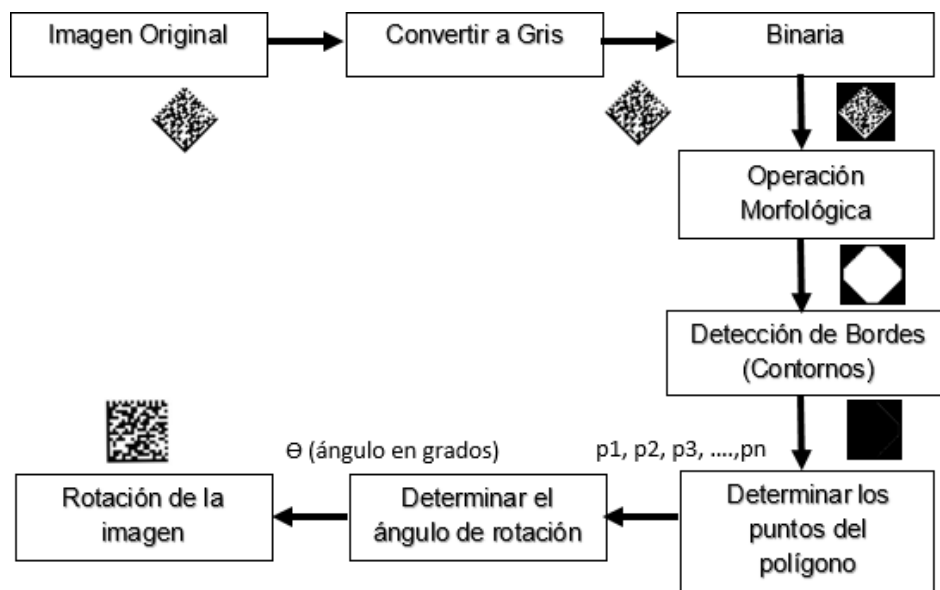 Imagen Original
Convertir a Gris
Binaria
Operación
Morfológica
Detección de Bordes
(Contornos)
p1, p2, p3, ....,pn
Determinar los
puntos del
polígono
Θ (ángulo en grados)
Determinar el
ángulo de rotación
Rotación de la
imagen